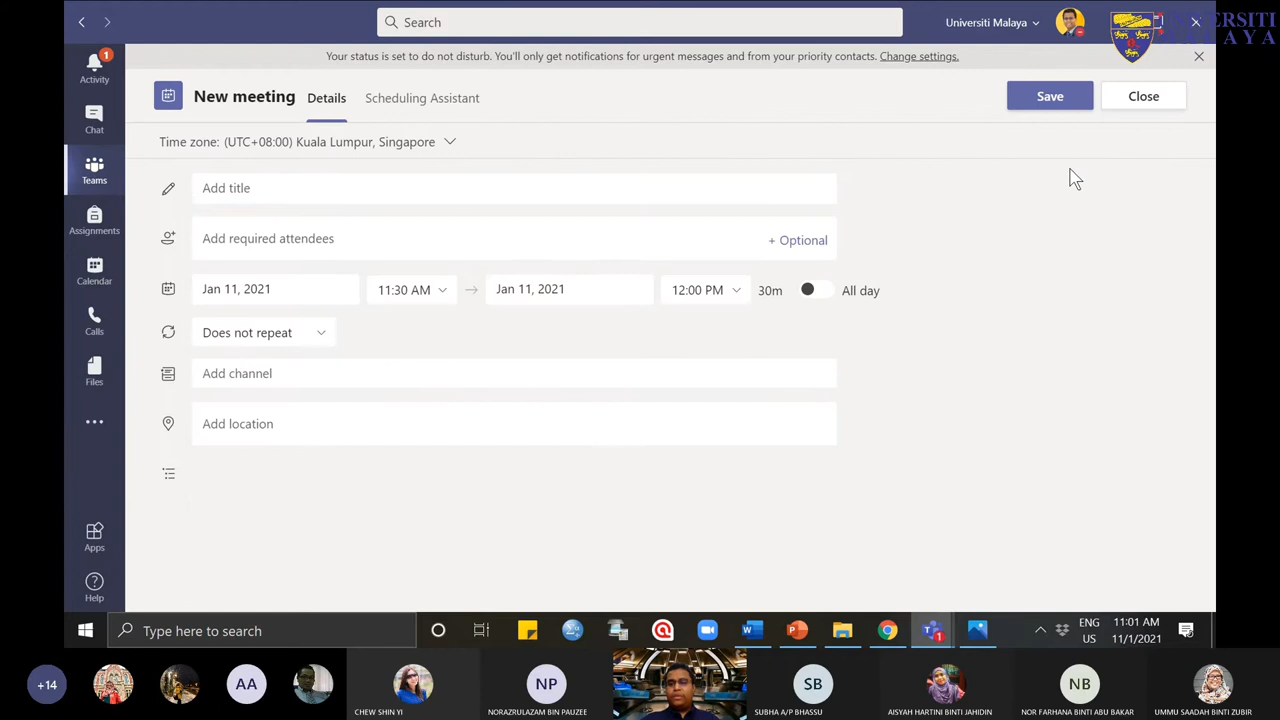 Search
Universiti Malaya
UNIVERSITI
MALAYA
Your status is set to do not disturb. You'll only get notifications for urgent messages and from your priority contacts. Change settings.
1
Activity
Chat
Teams
Assignments
Calendar
Calls
Files
Apps
Help
New meeting
Details
Scheduling Assistant
Save
Close
Time zone: (UTC+08:00) Kuala Lumpur, Singapore
Add title
Add required attendees
+ Optional
Jan 11, 2021
11:30 AM
Jan 11, 2021
12:00 PM
30m
All day
Does not repeat
Add channel
Add location
Type here to search
1
ENG
US
11:01 AM
11/1/2021
+14
AA
CHEW SHIN YI
NP
NORAZRULAZAM BIN PAUZEE
SB
SUBHA A/P BHASSU
AISYAH HARTINI BINTI JAHIDIN
NB
NOR FARHANA BINTI ABU BAKAR
UMMU SAADAH BINTI ZUBIR